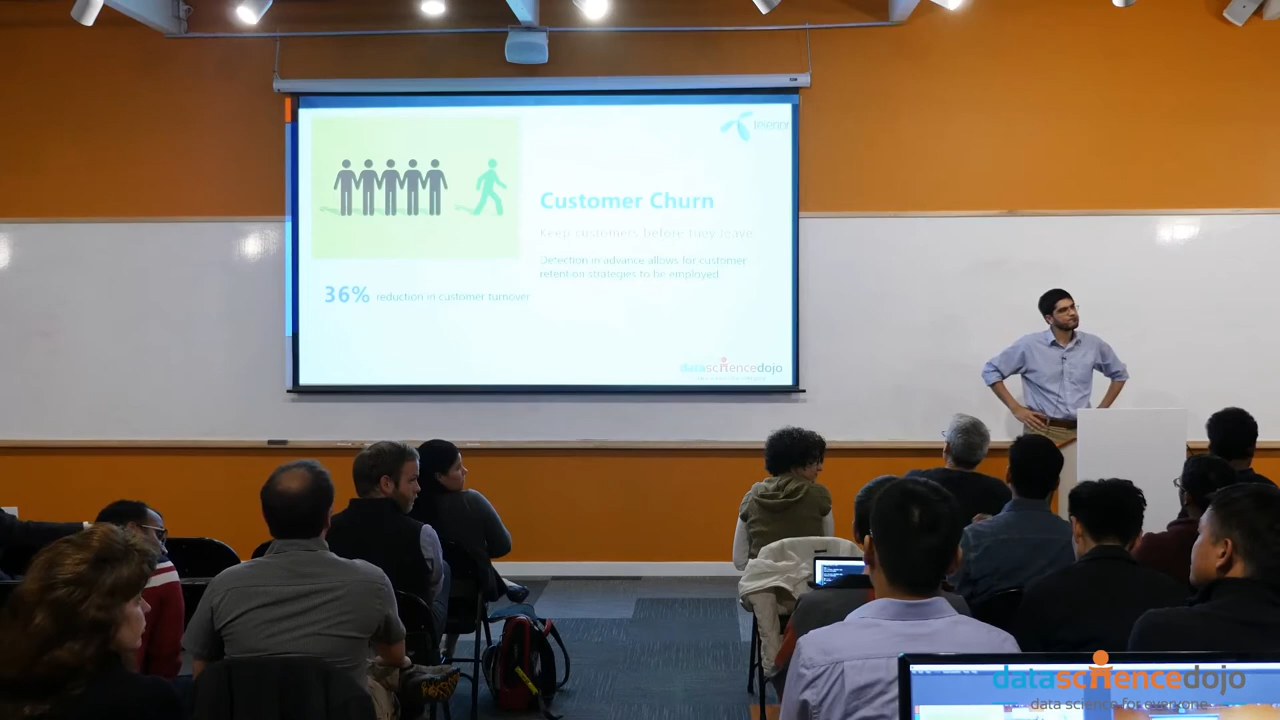 telenor
Customer Churn
Keep customers before they leave
Detection in advance allows for customer
retention strategies to be employed
36% reduction in customer turnover
datasciencedojo
datasciencedojo
data science for everyone